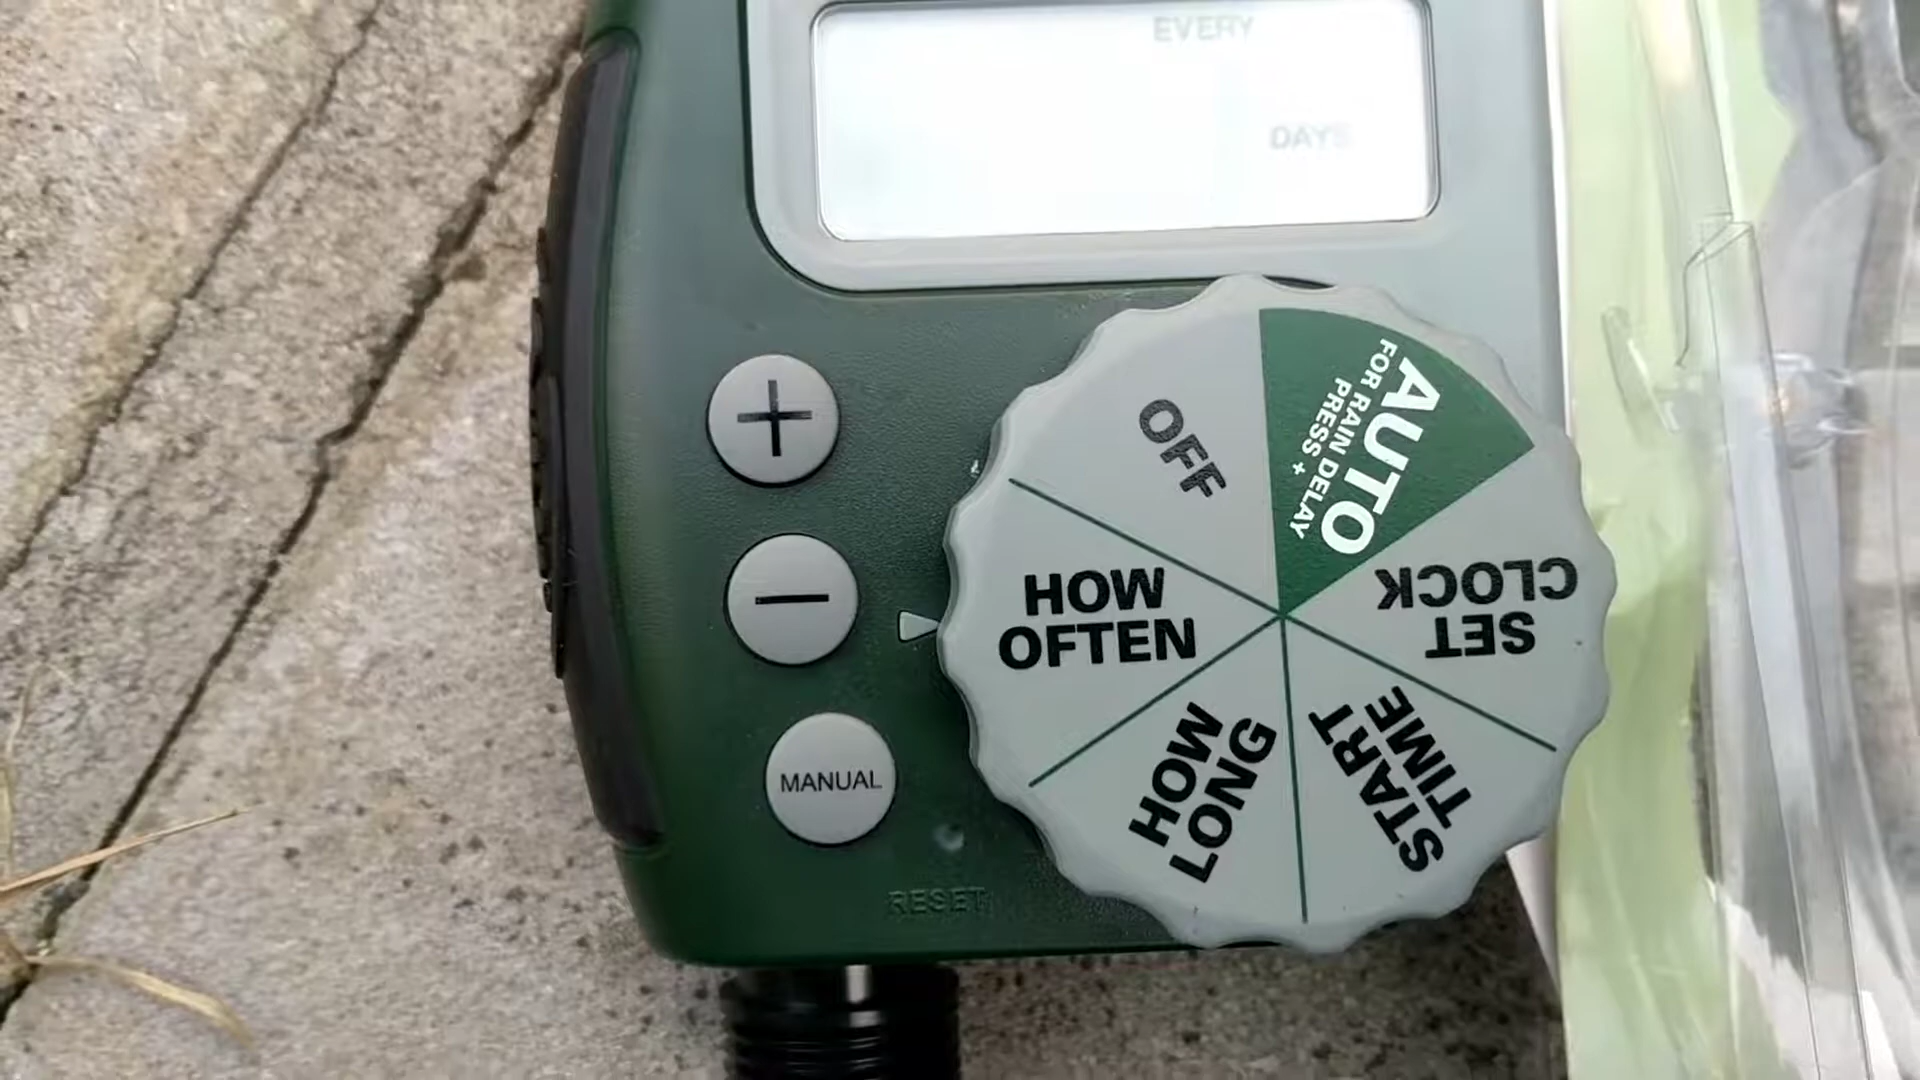 EVERY
DAYS
+
−
MANUAL
RESET
OFF
AUTO
FOR RAIN DELAY
PRESS +
SET
CLOCK
START
TIME
HOW
LONG
HOW
OFTEN